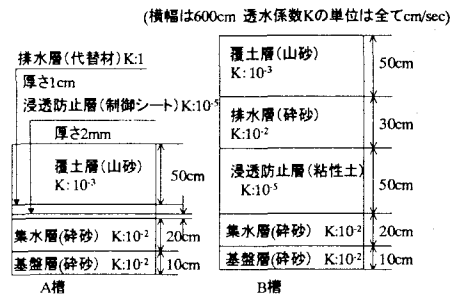 (横幅は600cm 透水係数Kの単位は全てcm/sec)
排水層(代替材)K:1
厚さ1cm
浸透防止層(制御シート)K:10-5
厚さ2mm
覆土層(山砂)
K:10-3
50cm
集水層(砕砂) K:10-2
20cm
基盤層(砕砂) K:10-2
10cm
A槽
覆土層(山砂)
K:10-3
50cm
排水層(砕砂)
K:10-2
30cm
浸透防止層(粘性土)
K:10-5
50cm
集水層(砕砂) K:10-2
20cm
基盤層(砕砂) K:10-2
10cm
B槽